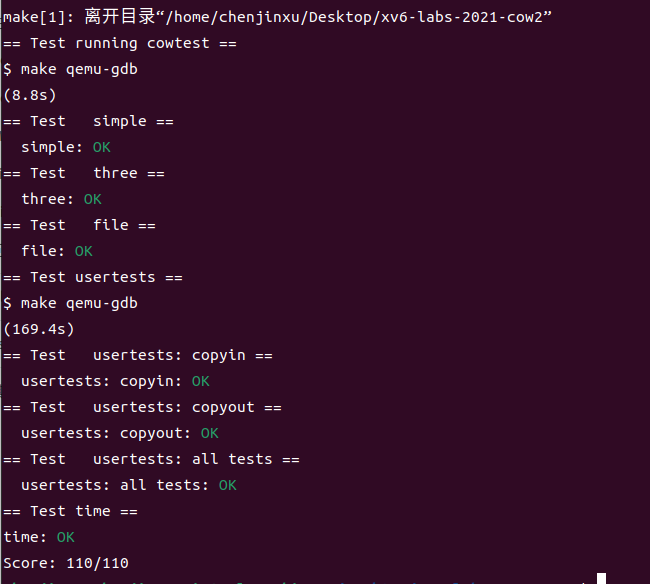 make[1]: 离开目录“/home/chenjinxu/Desktop/xv6-labs-2021-cow2”
== Test running cowtest ==
$ make qemu-gdb
(8.8s)
== Test   simple ==
  simple: OK
== Test   three ==
  three: OK
== Test   file ==
  file: OK
== Test usertests ==
$ make qemu-gdb
(169.4s)
== Test   usertests: copyin ==
  usertests: copyin: OK
== Test   usertests: copyout ==
  usertests: copyout: OK
== Test   usertests: all tests ==
  usertests: all tests: OK
== Test time ==
time: OK
Score: 110/110